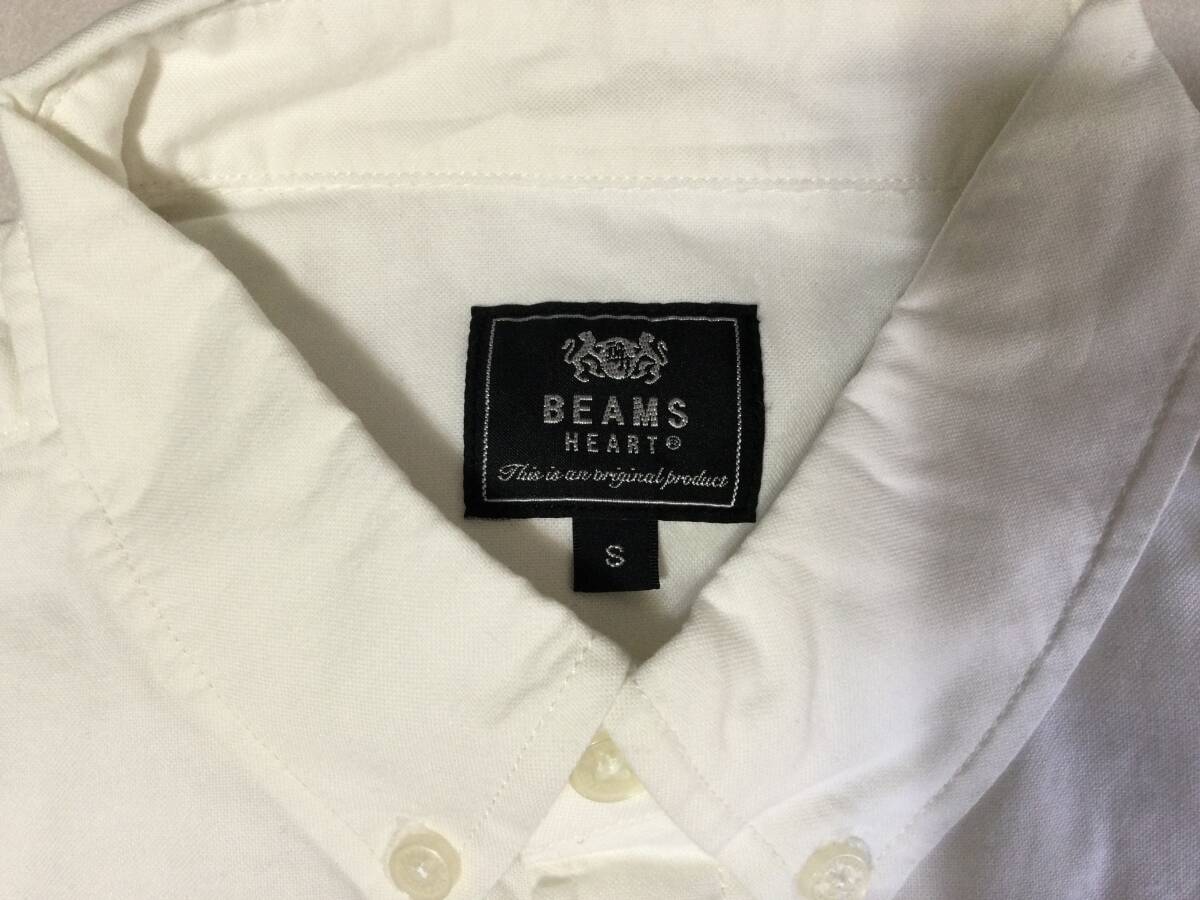 BEAMS
HEART®
This is an original product
S